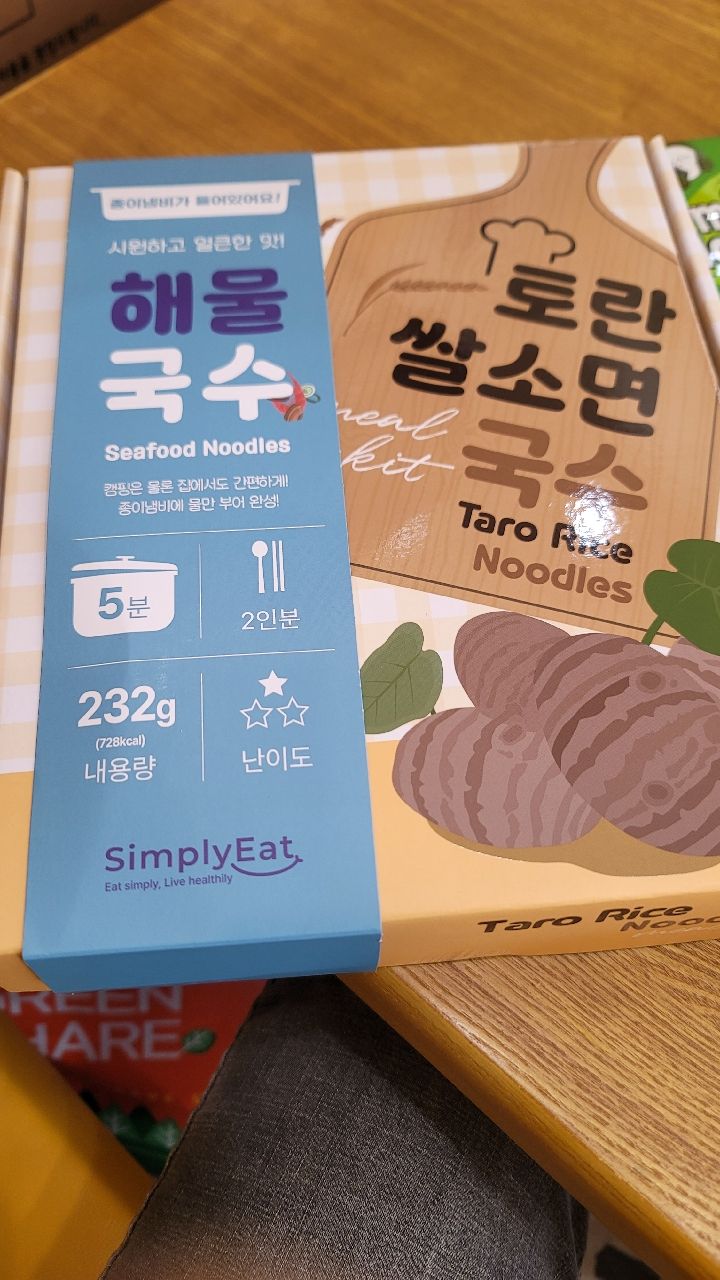 종이냄비가 들어있어요!
시원하고 얼큰한 맛!
해물
국수
Seafood Noodles
캠핑은 물론 집에서도 간편하게!
종이냄비에 물만 부어 완성!
5분
2인분
232g
(728kcal)
내용량
난이도
SimplyEat
Eat simply, Live healthily
토란
쌀소면
국수
meal
kit
Taro Rice
Noodles
Taro Rice
GREEN
HARE